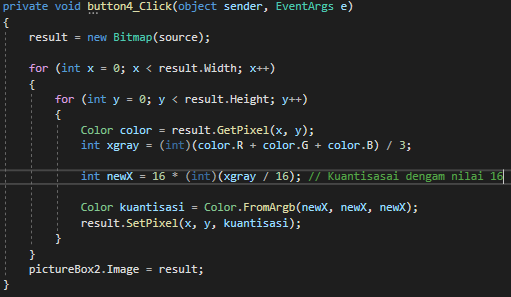 private void button4_Click(object sender, EventArgs e)
{
result = new Bitmap(source);
for (int x = 0; x < result.Width; x++)
{
for (int y = 0; y < result.Height; y++)
{
Color color = result.GetPixel(x, y);
int xgray = (int)(color.R + color.G + color.B) / 3;
int newX = 16 * (int)(xgray / 16); // Kuantisasai dengam nilai 16
Color kuantisasi = Color.FromArgb(newX, newX, newX);
result.SetPixel(x, y, kuantisasi);
}
}
pictureBox2.Image = result;
}